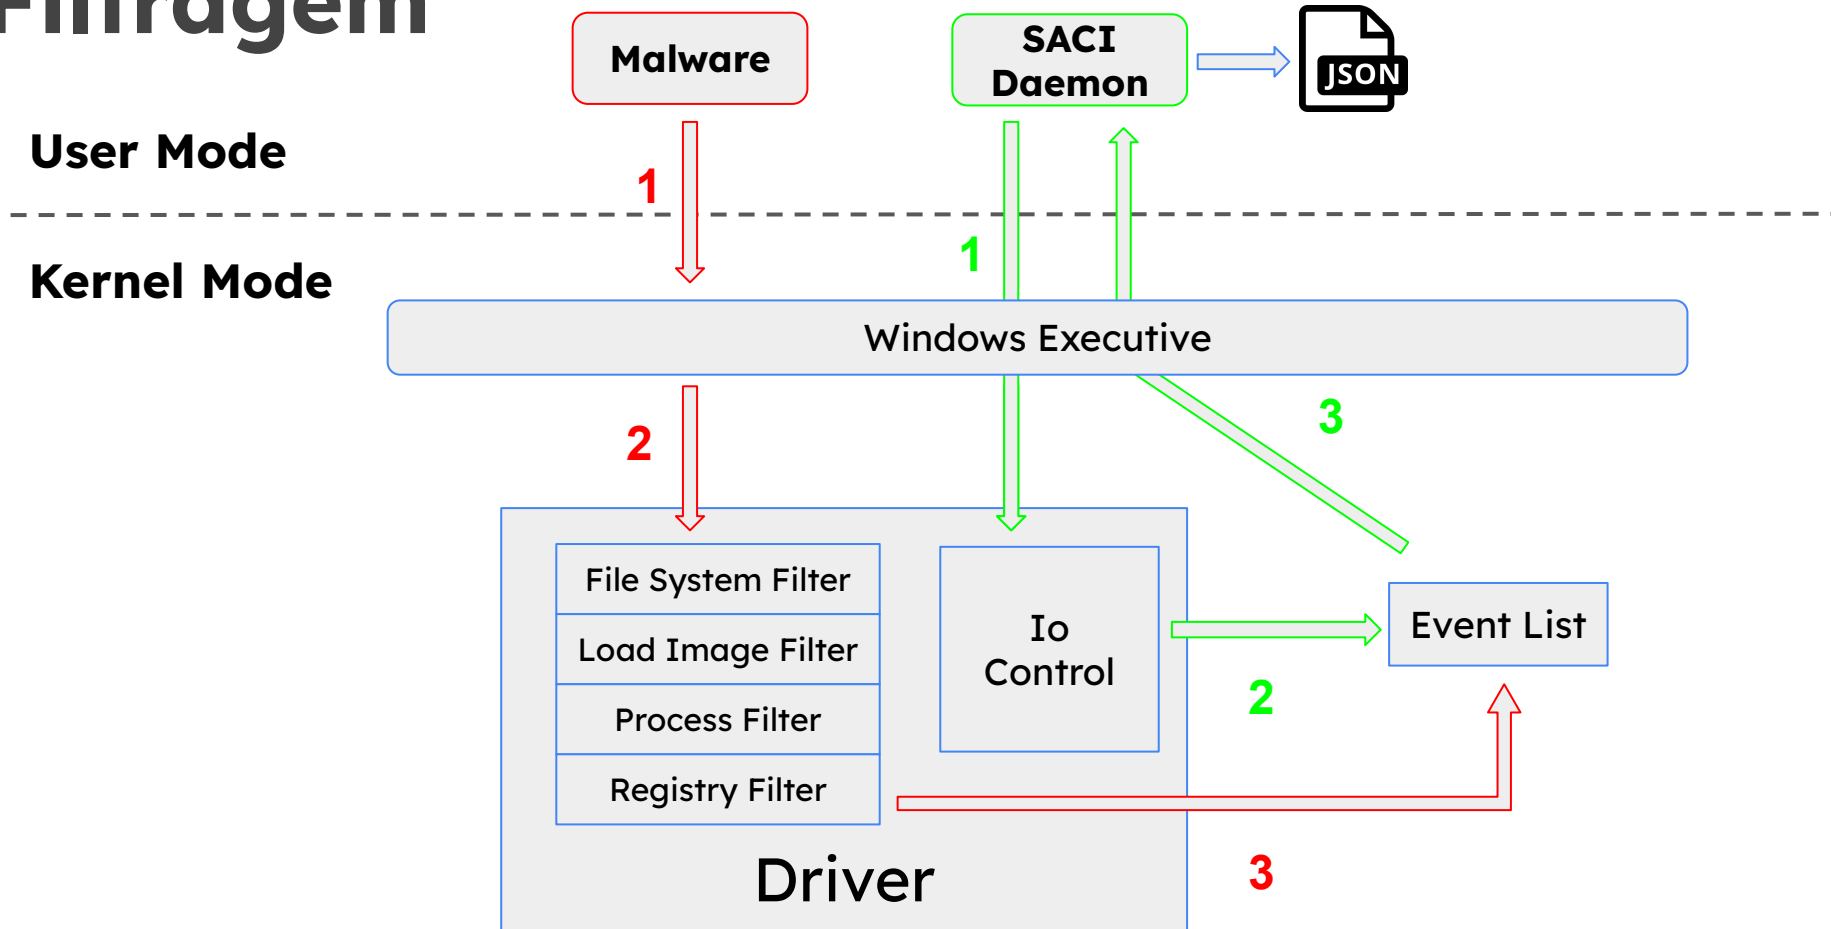 Filtragem
Malware
SACI
Daemon
JSON
User Mode
1
Kernel Mode
1
Windows Executive
2
3
File System Filter
Load Image Filter
Process Filter
Registry Filter
Io
Control
Event List
2
Driver
3